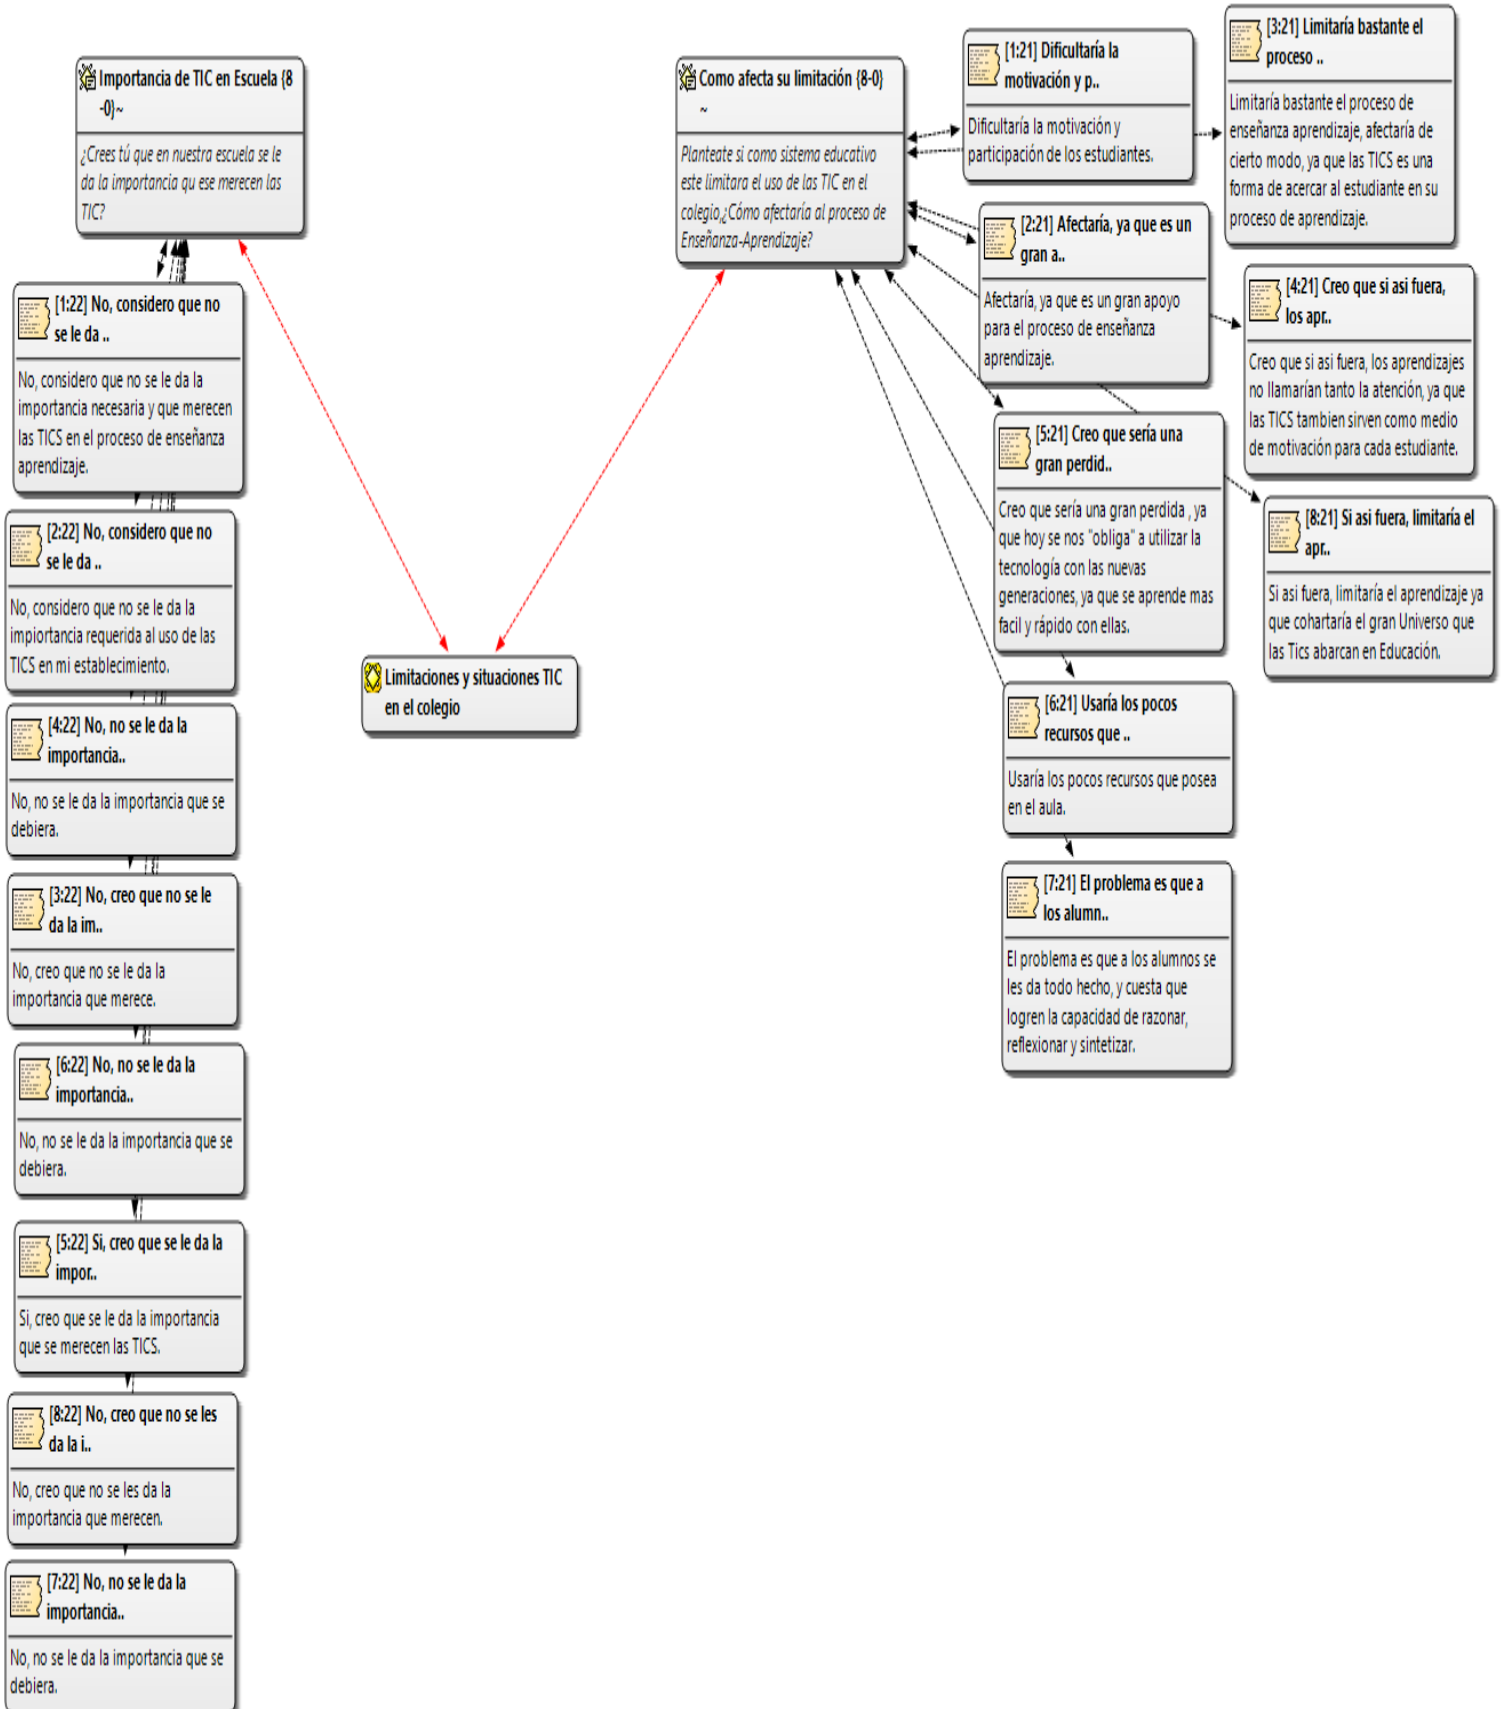 Importancia de TIC en Escuela {8
-0}~
¿Crees tú que en nuestra escuela se le
da la importancia qu ese merecen las
TIC?
[1:22] No, considero que no
se le da ..
No, considero que no se le da la
importancia necesaria y que merecen
las TICS en el proceso de enseñanza
aprendizaje.
[2:22] No, considero que no
se le da ..
No, considero que no se le da la
impiortancia requerida al uso de las
TICS en mi establecimiento.
[4:22] No, no se le da la
importancia..
No, no se le da la importancia que se
debiera.
[3:22] No, creo que no se le
da la im..
No, creo que no se le da la
importancia que merece.
[6:22] No, no se le da la
importancia..
No, no se le da la importancia que se
debiera.
[5:22] Si, creo que se le da la
impor..
Si, creo que se le da la importancia
que se merecen las TICS.
[8:22] No, creo que no se les
da la i..
No, creo que no se les da la
importancia que merecen.
[7:22] No, no se le da la
importancia..
No, no se le da la importancia que se
debiera.
Limitaciones y situaciones TIC
en el colegio
Como afecta su limitación {8-0}
~
Planteate si como sistema educativo
este limitara el uso de las TIC en el
colegio,¿Cómo afectaría al proceso de
Enseñanza-Aprendizaje?
[1:21] Dificultaría la
motivación y p..
Dificultaría la motivación y
participación de los estudiantes.
[3:21] Limitaría bastante el
proceso ..
Limitaría bastante el proceso de
enseñanza aprendizaje, afectaría de
cierto modo, ya que las TICS es una
forma de acercar al estudiante en su
proceso de aprendizaje.
[2:21] Afectaría, ya que es un
gran a..
Afectaría, ya que es un gran apoyo
para el proceso de enseñanza
aprendizaje.
[4:21] Creo que si asi fuera,
los apr..
Creo que si asi fuera, los aprendizajes
no llamarían tanto la atención, ya que
las TICS tambien sirven como medio
de motivación para cada estudiante.
[5:21] Creo que sería una
gran perdid..
Creo que sería una gran perdida , ya
que hoy se nos "obliga" a utilizar la
tecnología con las nuevas
generaciones, ya que se aprende mas
facil y rápido con ellas.
[8:21] Si asi fuera, limitaría el
apr..
Si asi fuera, limitaría el aprendizaje ya
que cohartaría el gran Universo que
las Tics abarcan en Educación.
[6:21] Usaría los pocos
recursos que ..
Usaría los pocos recursos que posea
en el aula.
[7:21] El problema es que a
los alumn..
El problema es que a los alumnos se
les da todo hecho, y cuesta que
logren la capacidad de razonar,
reflexionar y sintetizar.